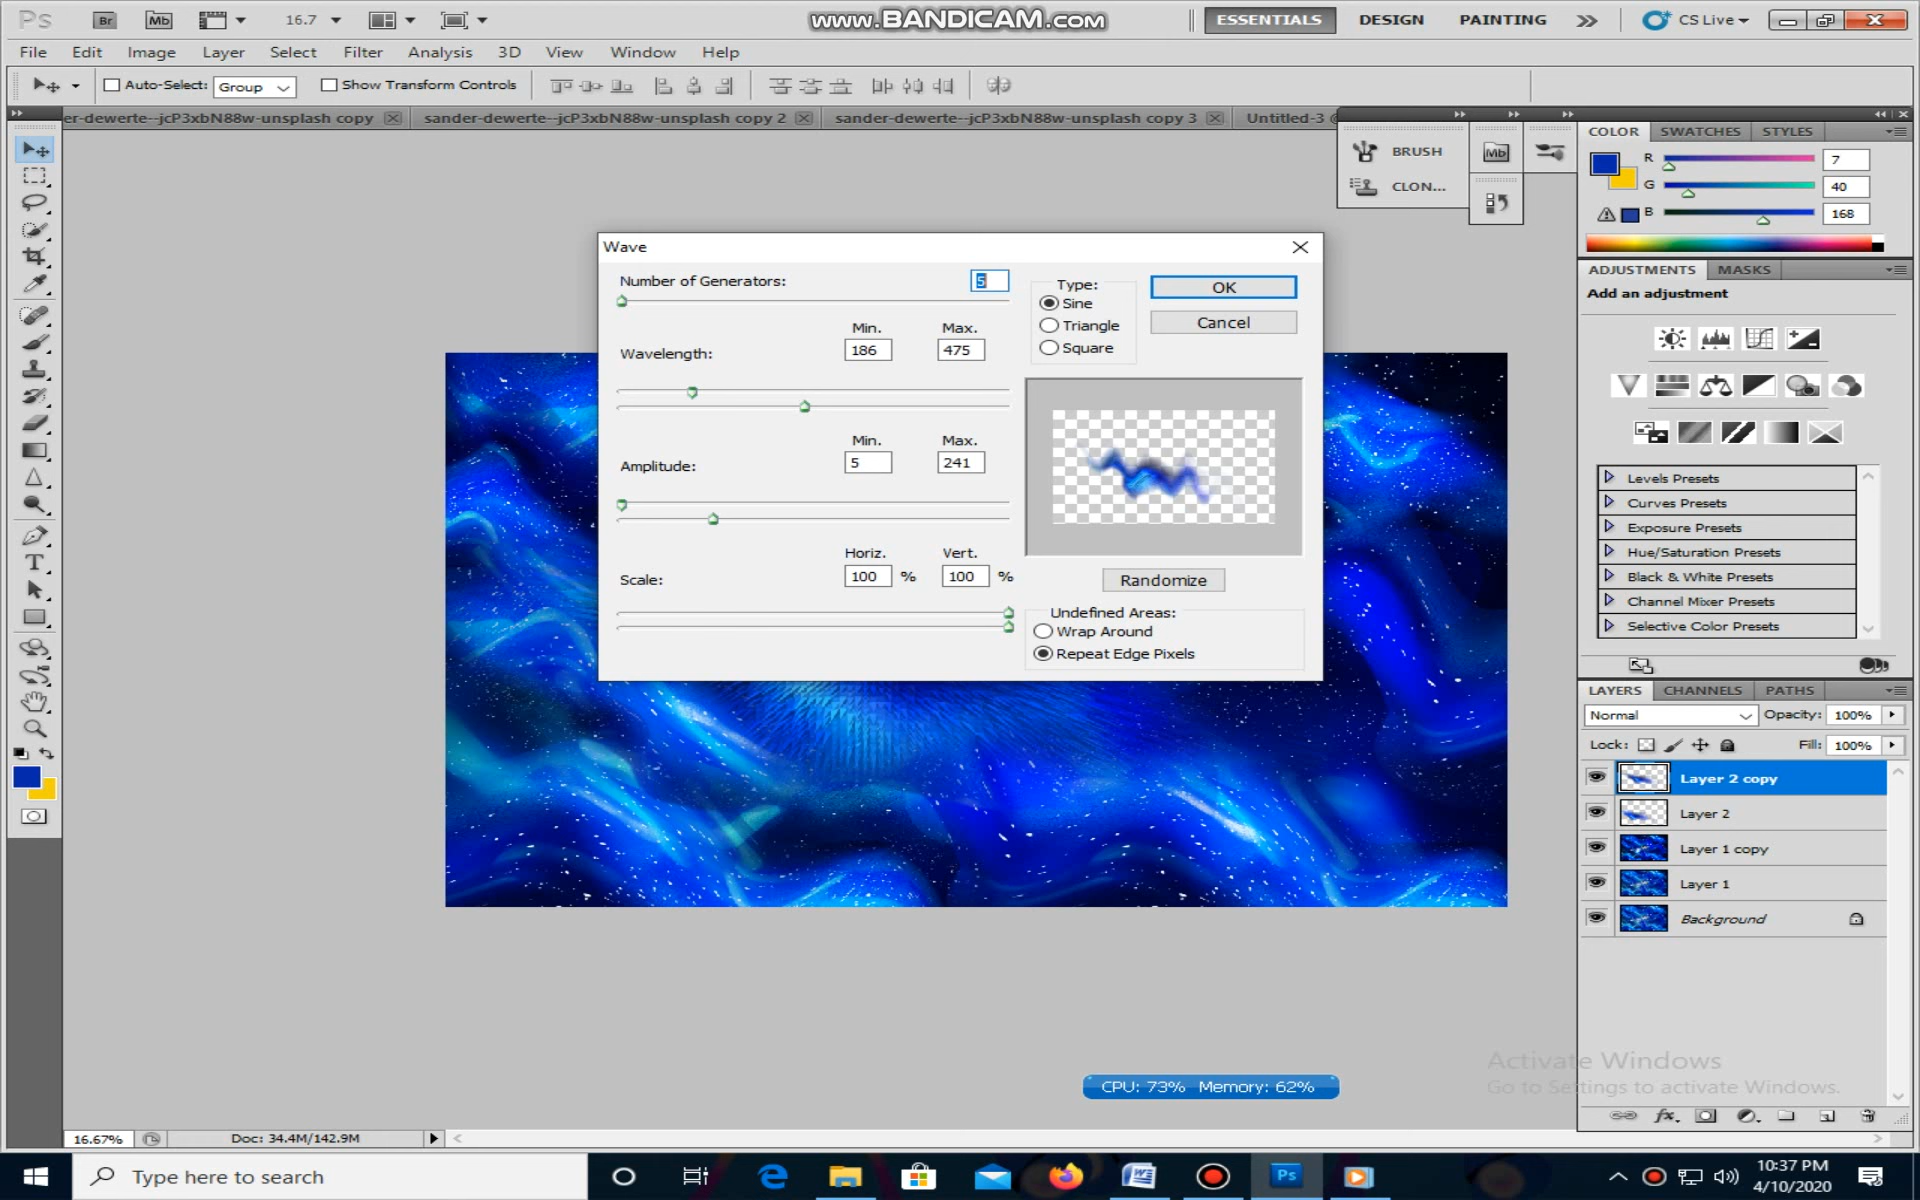 Ps Br Mb 16.7 www.BANDICAM.com ESSENTIALS DESIGN PAINTING CS Live
File Edit Image Layer Select Filter Analysis 3D View Window Help
Auto-Select: Group Show Transform Controls
er-dewerte--jcP3xbN88w-unsplash copy sander-dewerte--jcP3xbN88w-unsplash copy 2 sander-dewerte--jcP3xbN88w-unsplash copy 3 Untitled-3 @
BRUSH
CLON...
Mb
COLOR SWATCHES STYLES
R 7
G 40
B 168
ADJUSTMENTS MASKS
Add an adjustment
Levels Presets
Curves Presets
Exposure Presets
Hue/Saturation Presets
Black & White Presets
Channel Mixer Presets
Selective Color Presets
Wave
Number of Generators: 5
Min. Max.
Wavelength: 186 475
Min. Max.
Amplitude: 5 241
Horiz. Vert.
Scale: 100 % 100 %
Type:
Sine
Triangle
Square
OK
Cancel
Randomize
Undefined Areas:
Wrap Around
Repeat Edge Pixels
LAYERS CHANNELS PATHS
Normal Opacity: 100%
Lock: Fill: 100%
Layer 2 copy
Layer 2
Layer 1 copy
Layer 1
Background
Activate Windows
Go to Settings to activate Windows.
CPU: 73% Memory: 62%
16.67% Doc: 34.4M/142.9M
Type here to search
Ps
10:37 PM
4/10/2020